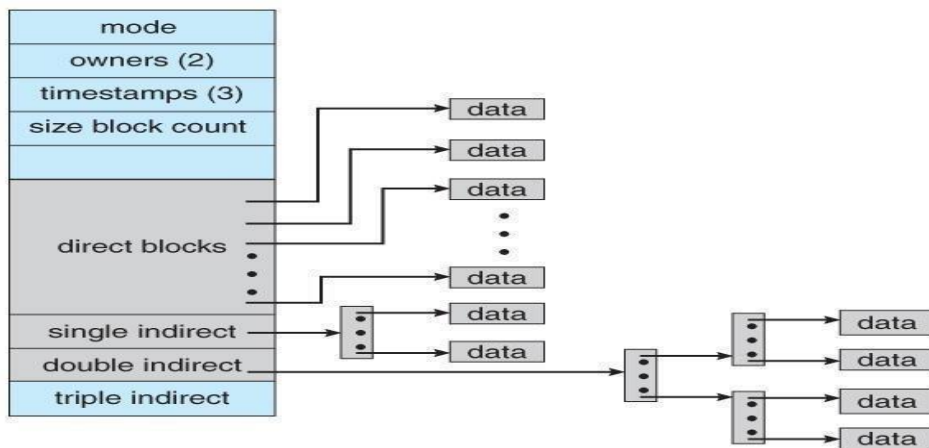 mode
owners (2)
timestamps (3)
size block count
direct blocks
single indirect
double indirect
triple indirect
data
data
data
data
data
data
data
data
data
data